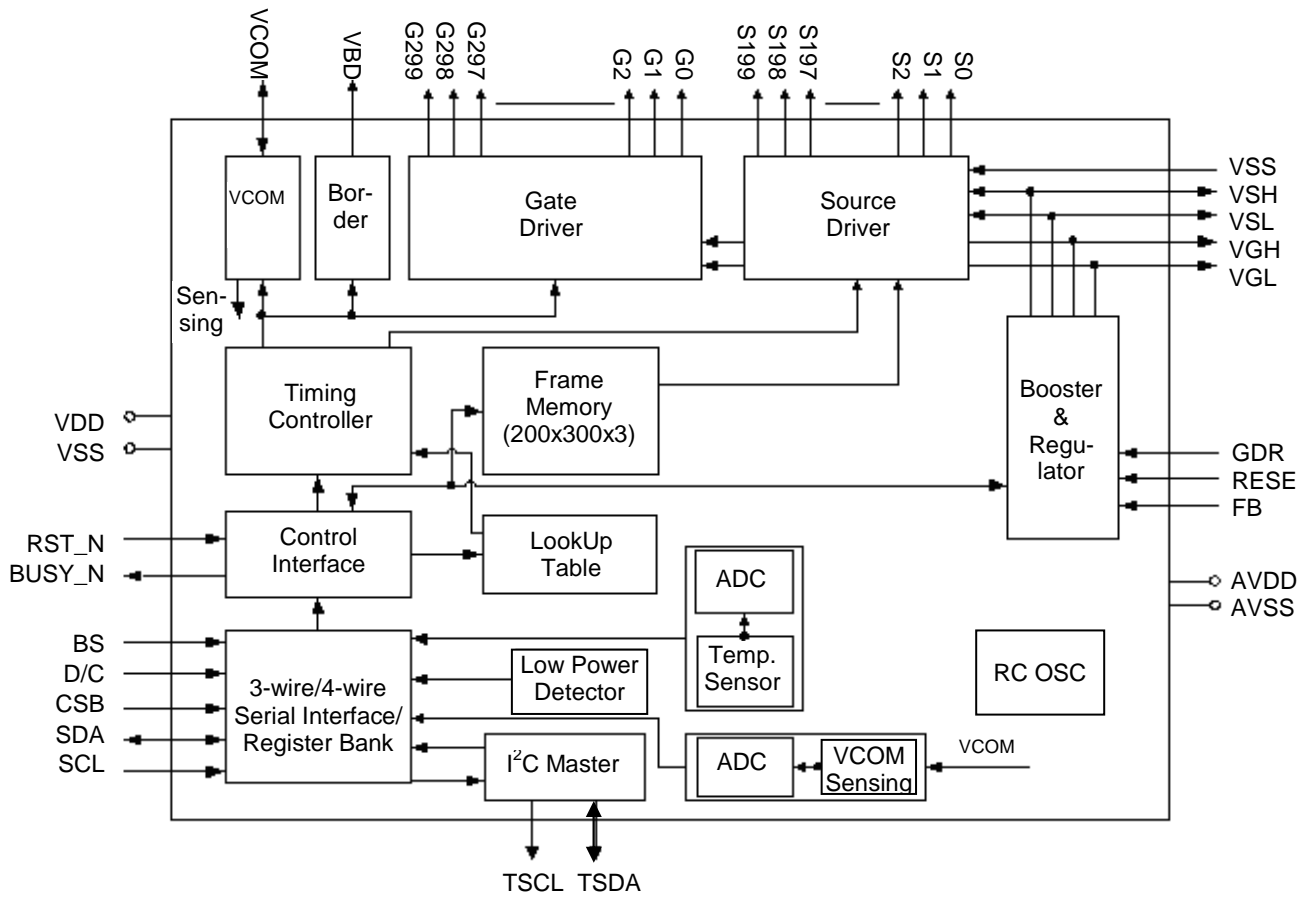 VCOM
VBD
G299
G298
G297
G2
G1
G0
S199
S198
S197
S2
S1
S0
VCOM
Bor-
der
Gate
Driver
Source
Driver
VSS
VSH
VSL
VGH
VGL
Sen-
sing
Timing
Controller
Frame
Memory
(200x300x3)
Booster
&
Regu-
lator
VDD
VSS
GDR
RESE
FB
RST_N
BUSY_N
Control
Interface
LookUp
Table
ADC
Temp.
Sensor
AVDD
AVSS
BS
D/C
CSB
SDA
SCL
3-wire/4-wire
Serial Interface/
Register Bank
Low Power
Detector
RC OSC
I²C Master
ADC
VCOM
Sensing
VCOM
TSCL
TSDA